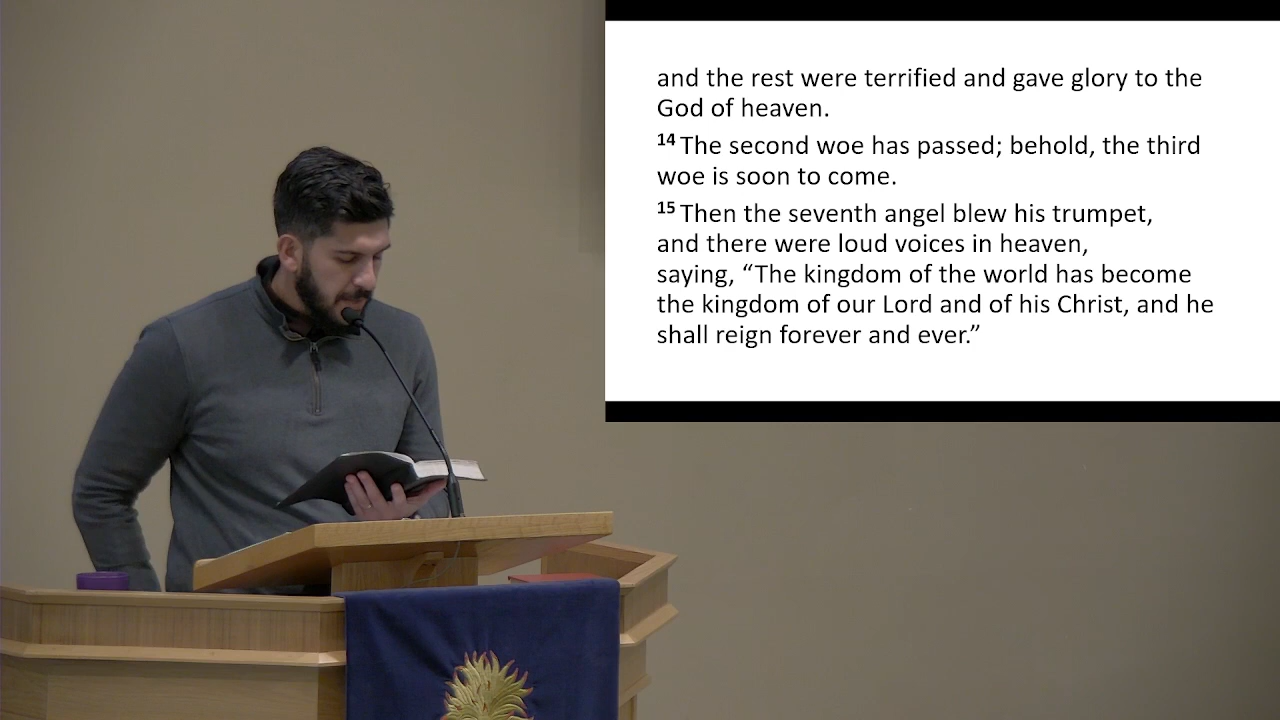 and the rest were terrified and gave glory to the
God of heaven.
14 The second woe has passed; behold, the third
woe is soon to come.
15 Then the seventh angel blew his trumpet,
and there were loud voices in heaven,
saying, “The kingdom of the world has become
the kingdom of our Lord and of his Christ, and he
shall reign forever and ever.”